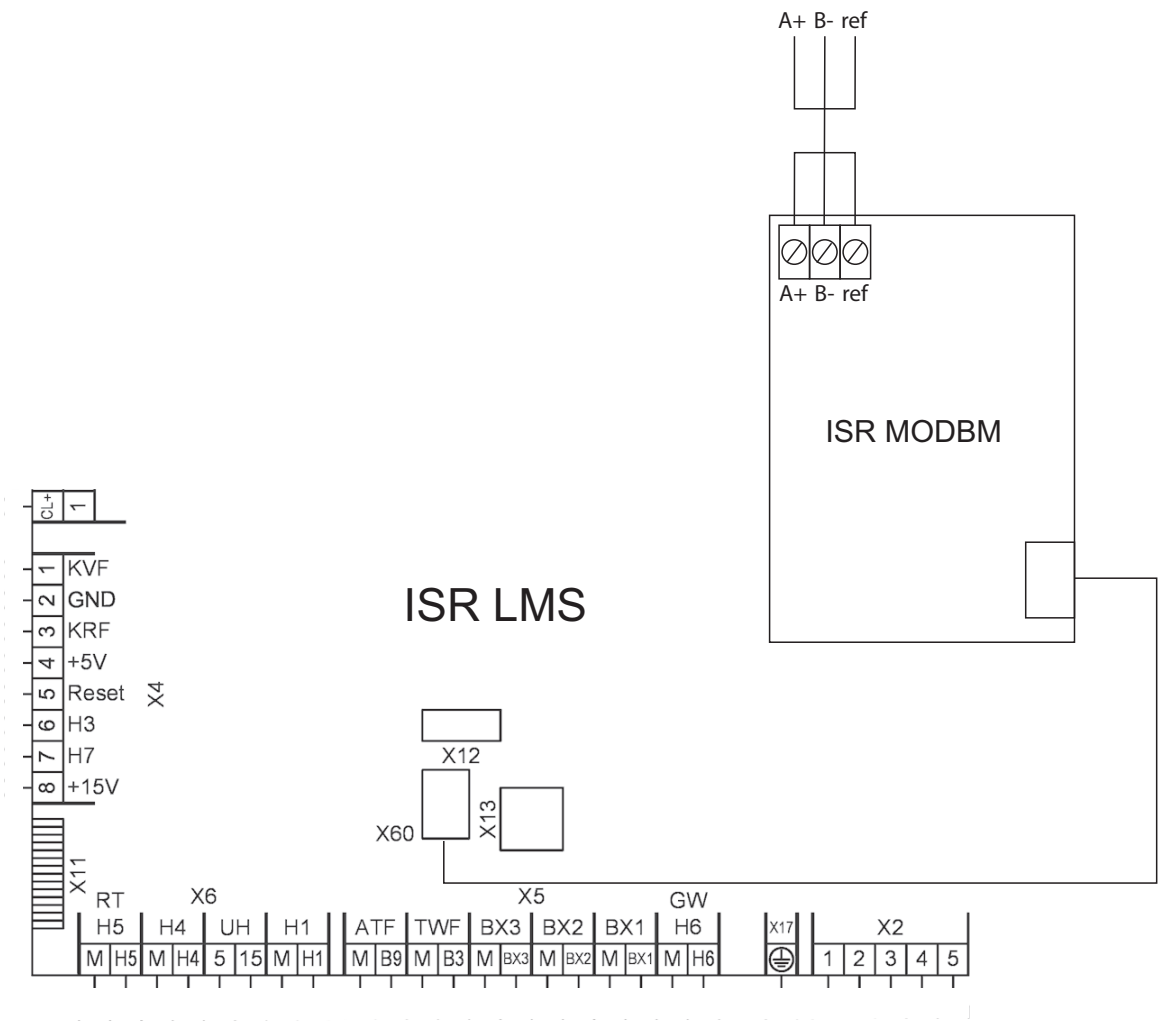 A+ B- ref
A+ B- ref
ISR MODBM
CL+ 1
ISR LMS
1 KVF
2 GND
3 KRF
4 +5V
5 Reset
6 H3
7 H7
8 +15V
X4
X12
X60
X13
X11
RT X6 X5 GW
H5 H4 UH H1 ATF TWF BX3 BX2 BX1 H6 X17 X2
M H5 M H4 5 15 M H1 M B9 M B3 M BX3 M BX2 M BX1 M H6 1 2 3 4 5